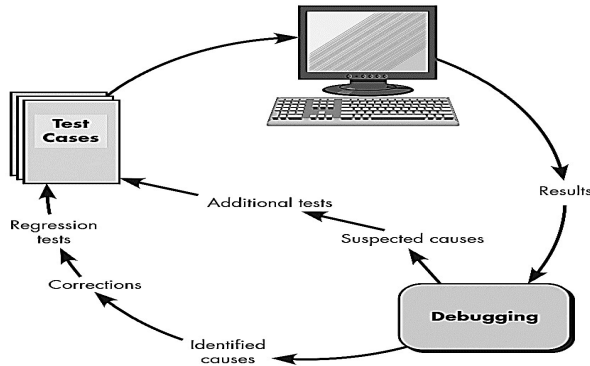 Test
Cases
Results
Additional tests
Suspected causes
Regression
tests
Corrections
Debugging
Identified
causes